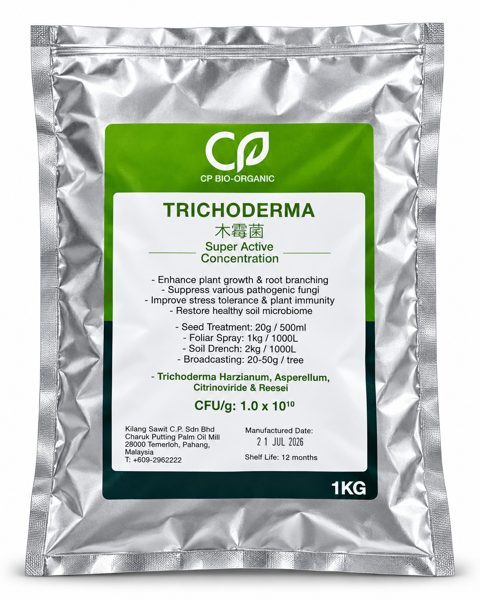 CP
CP BIO-ORGANIC
TRICHODERMA
木霉菌
Super Active
Concentration
- Enhance plant growth & root branching
- Suppress various pathogenic fungi
- Improve stress tolerance & plant immunity
- Restore healthy soil microbiome
- Seed Treatment: 20g / 500ml
- Foliar Spray: 1kg / 1000L
- Soil Drench: 2kg / 1000L
- Broadcasting: 20-50g / tree
- Trichoderma Harzianum, Asperellum,
Citrinoviride & Reesei
CFU/g: 1.0 x 10¹⁰
Kilang Sawit C.P. Sdn Bhd
Charuk Putting Palm Oil Mill
28000 Temerloh, Pahang,
Malaysia
T: +609-2962222
Manufactured Date:
21 JUL 2026
Shelf Life: 12 months
1KG